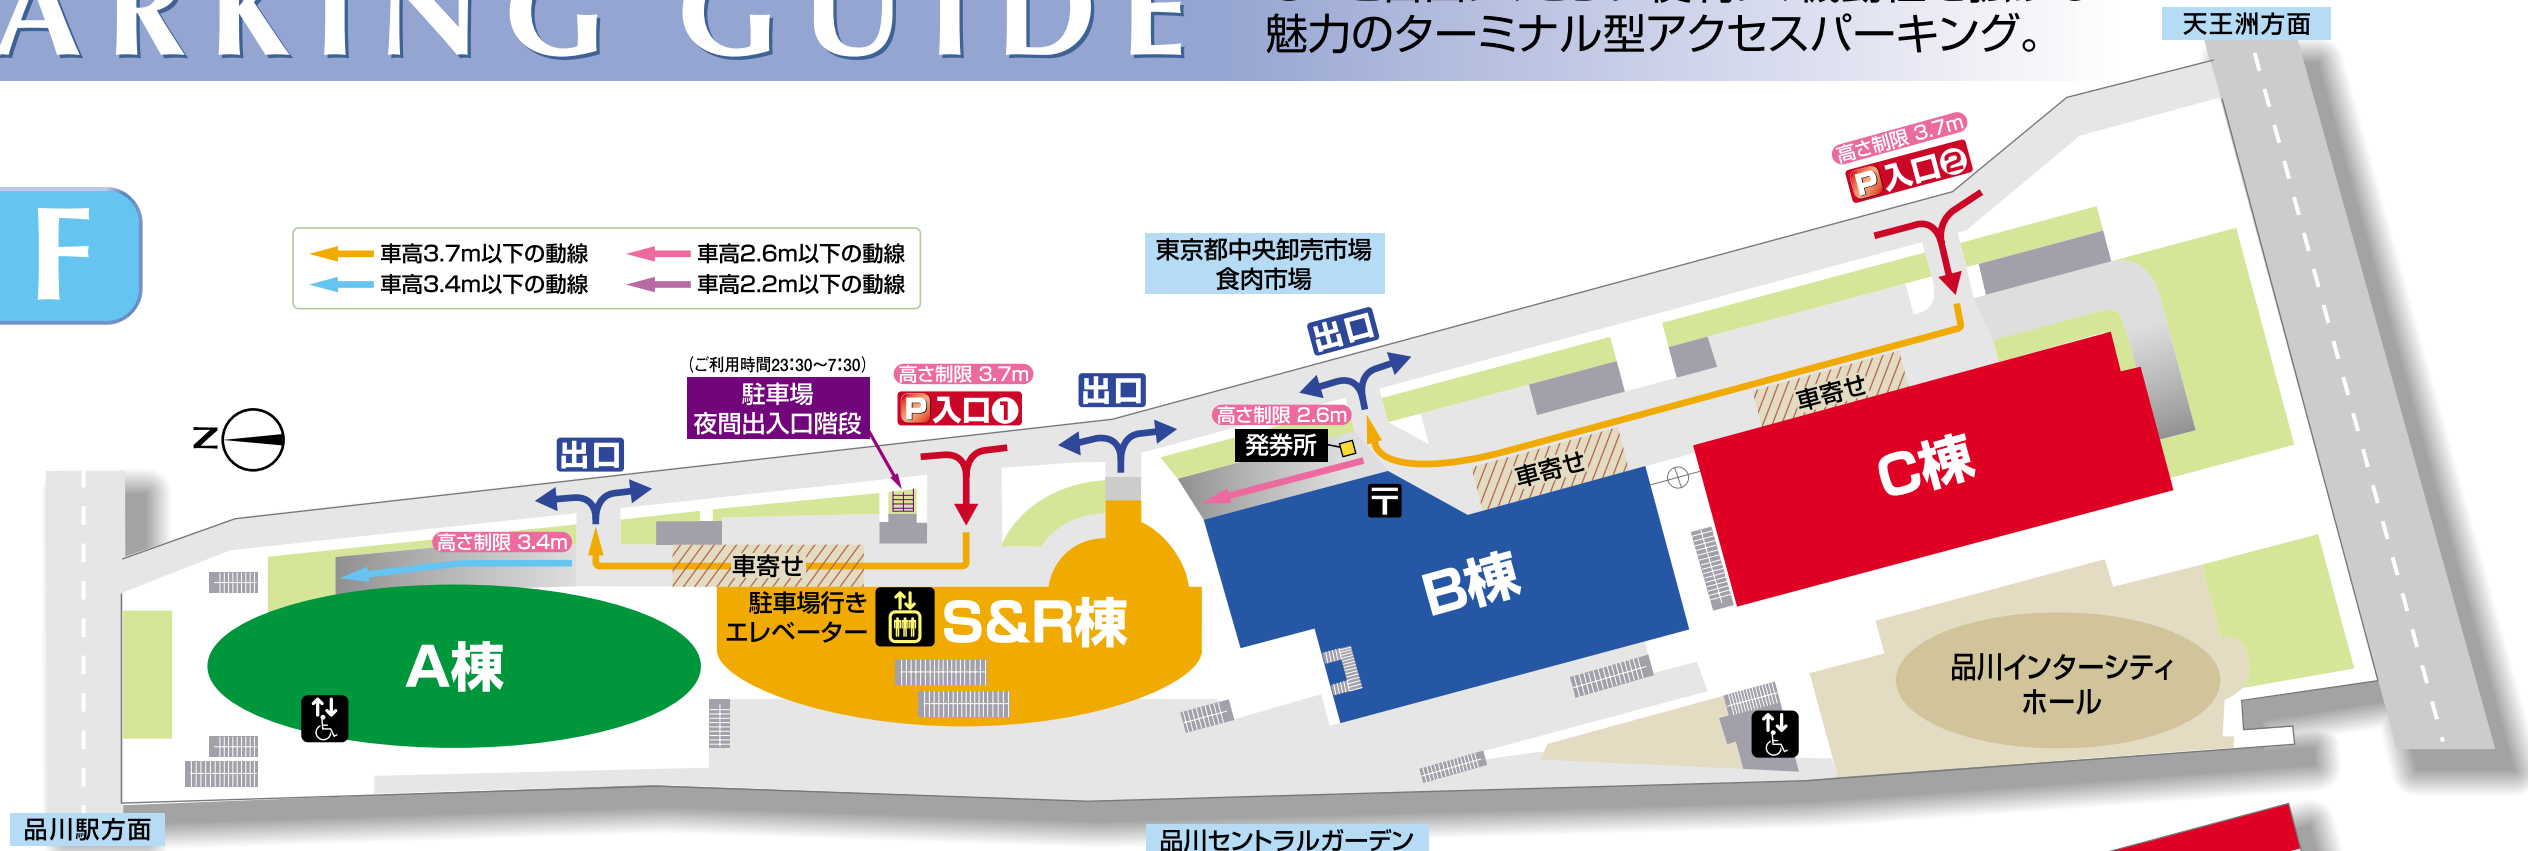 ARKING GUIDE
魅力のターミナル型アクセスパーキング。
天王洲方面
F
車高3.7m以下の動線
車高2.6m以下の動線
車高3.4m以下の動線
車高2.2m以下の動線
東京都中央卸売市場
食肉市場
高さ制限 3.7m
P入口②
出口
(ご利用時間23:30〜7:30)
駐車場
夜間出入口階段
高さ制限 3.7m
P入口❶
出口
高さ制限 2.6m
発券所
車寄せ
車寄せ
C棟
Z
出口
高さ制限 3.4m
車寄せ
〒
駐車場行き
エレベーター
S&R棟
B棟
A棟
品川インターシティ
ホール
品川駅方面
品川セントラルガーデン